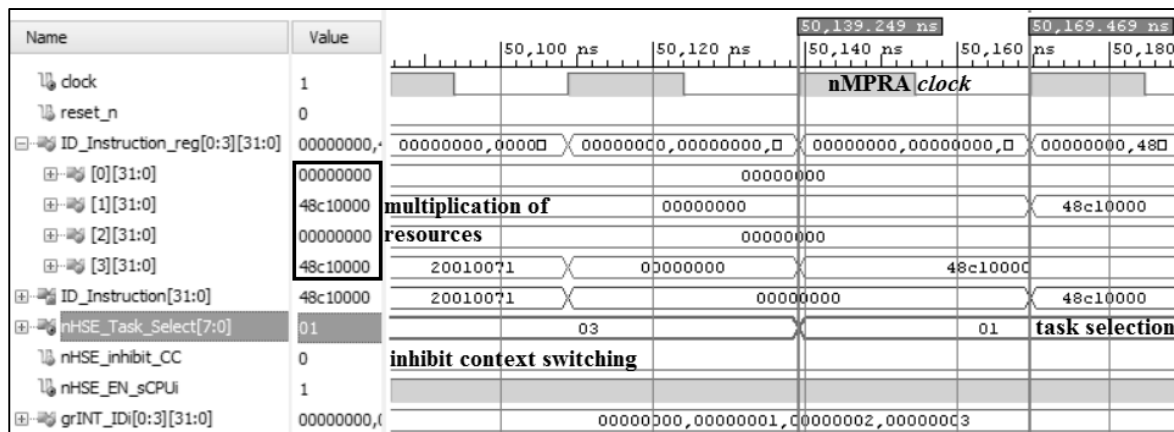 Name Value 50,139.249 ns 50,169.469 ns
50,100 ns 50,120 ns 50,140 ns 50,160 ns 50,180
clock 1 nMPRA clock
reset_n 0
ID_Instruction_reg[0:3][31:0] 00000000, 00000000,0000 00000000,00000000, 00000000,00000000, 00000000,48
[0][31:0] 00000000 00000000
[1][31:0] 48c10000 multiplication of 00000000 48c10000
[2][31:0] 00000000 resources 00000000
[3][31:0] 48c10000 20010071 00000000 48c10000
ID_Instruction[31:0] 48c10000 20010071 00000000 48c10000
nHSE_Task_Select[7:0] 01 03 01 task selection
nHSE_inhibit_CC 0 inhibit context switching
nHSE_EN_sCPUi 1
grINT_IDi[0:3][31:0] 00000000,0 00000000,00000001,00000002,00000003